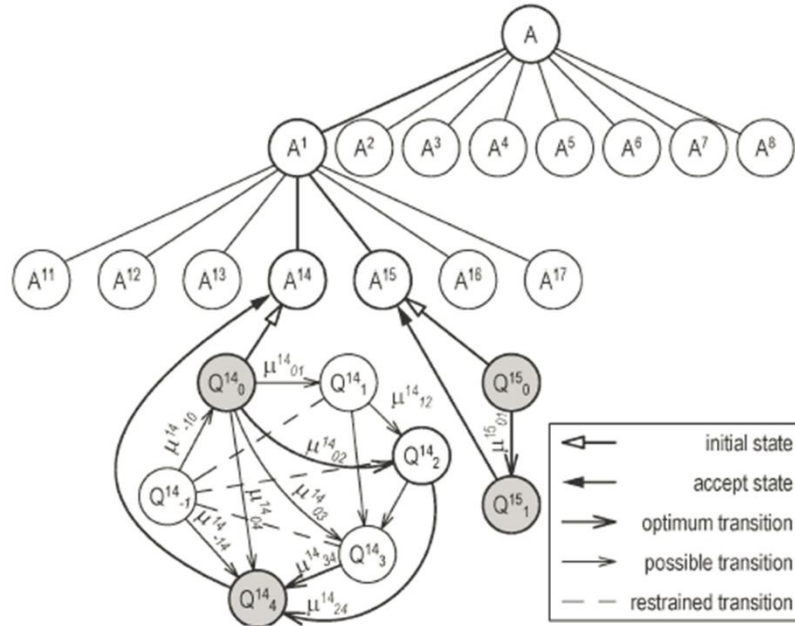 A
A¹ A² A³ A⁴ A⁵ A⁶ A⁷ A⁸
A¹¹ A¹² A¹³ A¹⁴ A¹⁵ A¹⁶ A¹⁷
Q¹⁴₀ μ¹⁴₀₁ Q¹⁴₁ Q¹⁵₀
μ¹⁴₁₂
μ¹⁴₋₁₀ μ¹⁴₀₂ Q¹⁴₂ μ¹⁵₀₁
Q¹⁴₋₁ μ¹⁴₀₄ μ¹⁴₀₃ Q¹⁵₁
μ¹⁴₋₁₄ μ¹⁴₃₄ Q¹⁴₃
Q¹⁴₄ μ¹⁴₂₄
initial state
accept state
optimum transition
possible transition
restrained transition